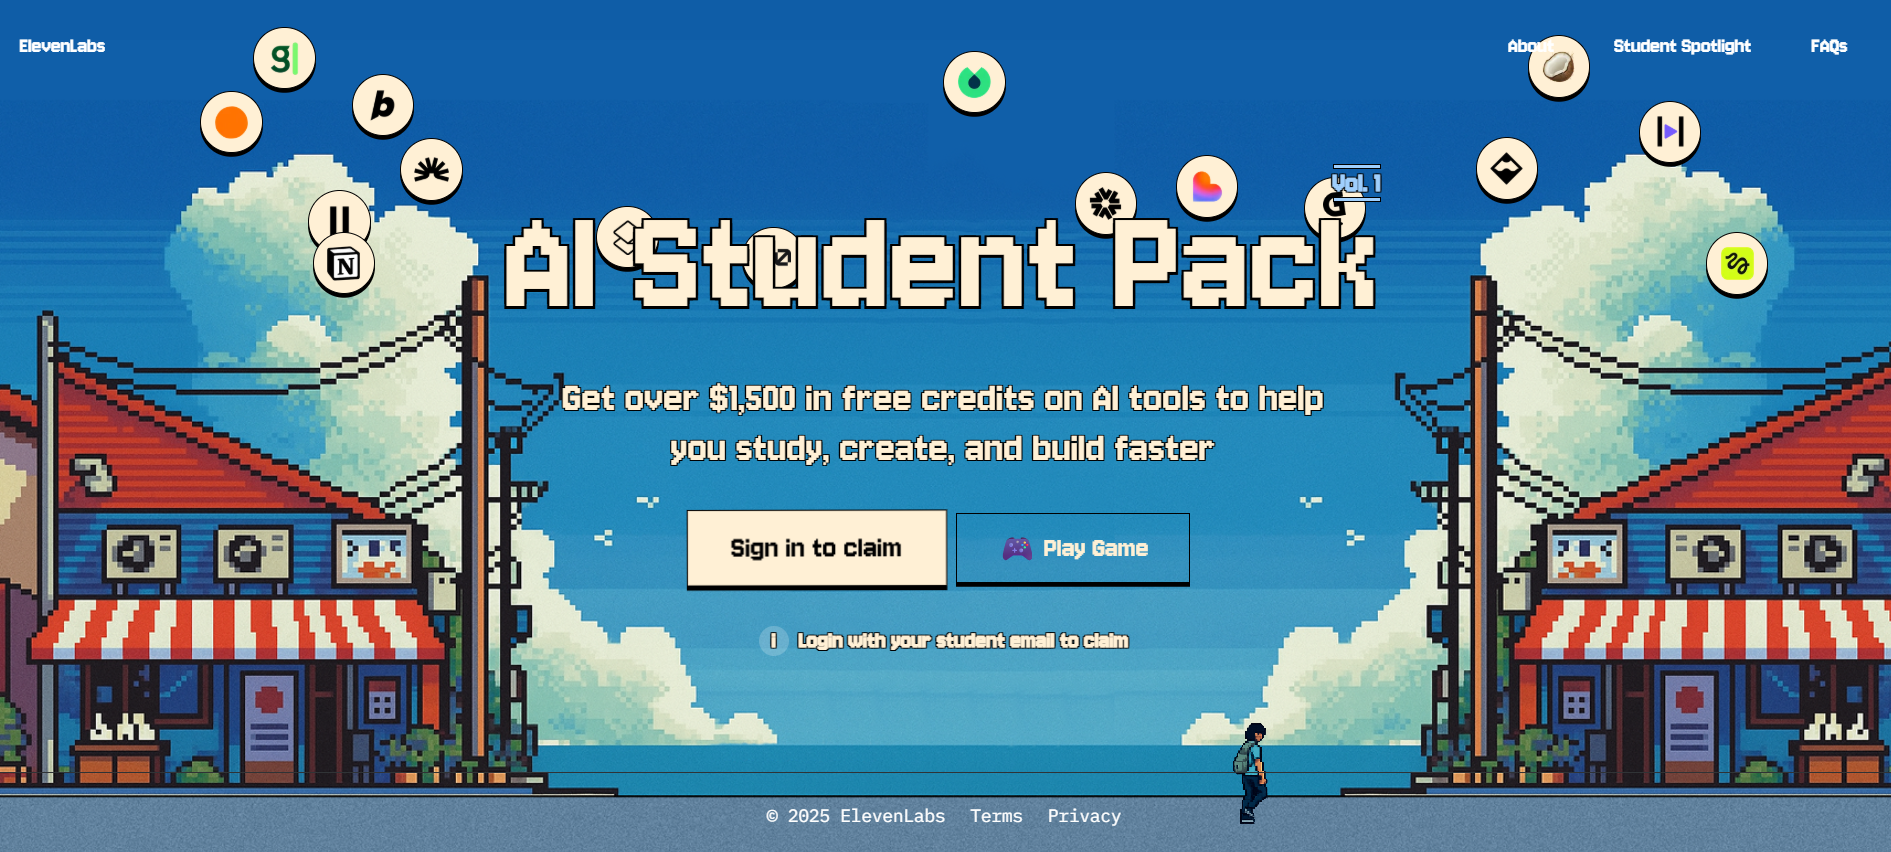 ElevenLabs
About
Student Spotlight
FAQs
Vol. 1
AI Student Pack
Get over $1,500 in free credits on AI tools to help
you study, create, and build faster
Sign in to claim
Play Game
i Login with your student email to claim
© 2025 ElevenLabs Terms Privacy